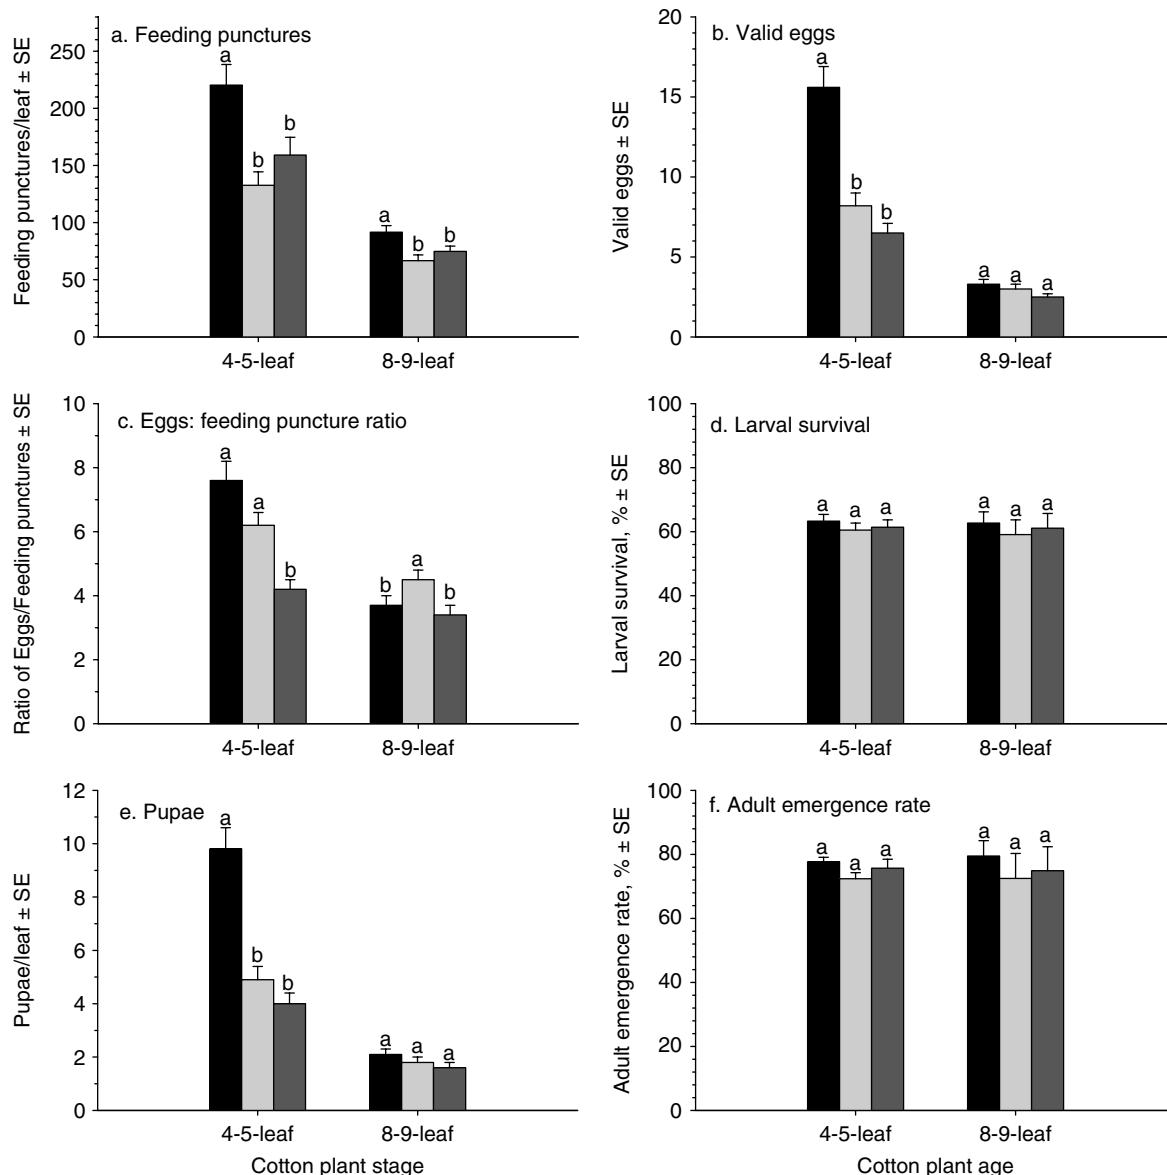 a. Feeding punctures
Feeding punctures/leaf ± SE
250
200
150
100
50
0
a
b
b
a
b
b
4-5-leaf
8-9-leaf
b. Valid eggs
Valid eggs ± SE
20
15
10
5
0
a
b
b
a
a
a
4-5-leaf
8-9-leaf
c. Eggs: feeding puncture ratio
Ratio of Eggs/Feeding punctures ± SE
10
8
6
4
2
0
a
a
b
b
a
b
4-5-leaf
8-9-leaf
d. Larval survival
Larval survival, % ± SE
100
80
60
40
20
0
a
a
a
a
a
a
4-5-leaf
8-9-leaf
e. Pupae
Pupae/leaf ± SE
12
10
8
6
4
2
0
a
b
b
a
a
a
4-5-leaf
8-9-leaf
Cotton plant stage
f. Adult emergence rate
Adult emergence rate, % ± SE
100
80
60
40
20
0
a
a
a
a
a
a
4-5-leaf
8-9-leaf
Cotton plant age